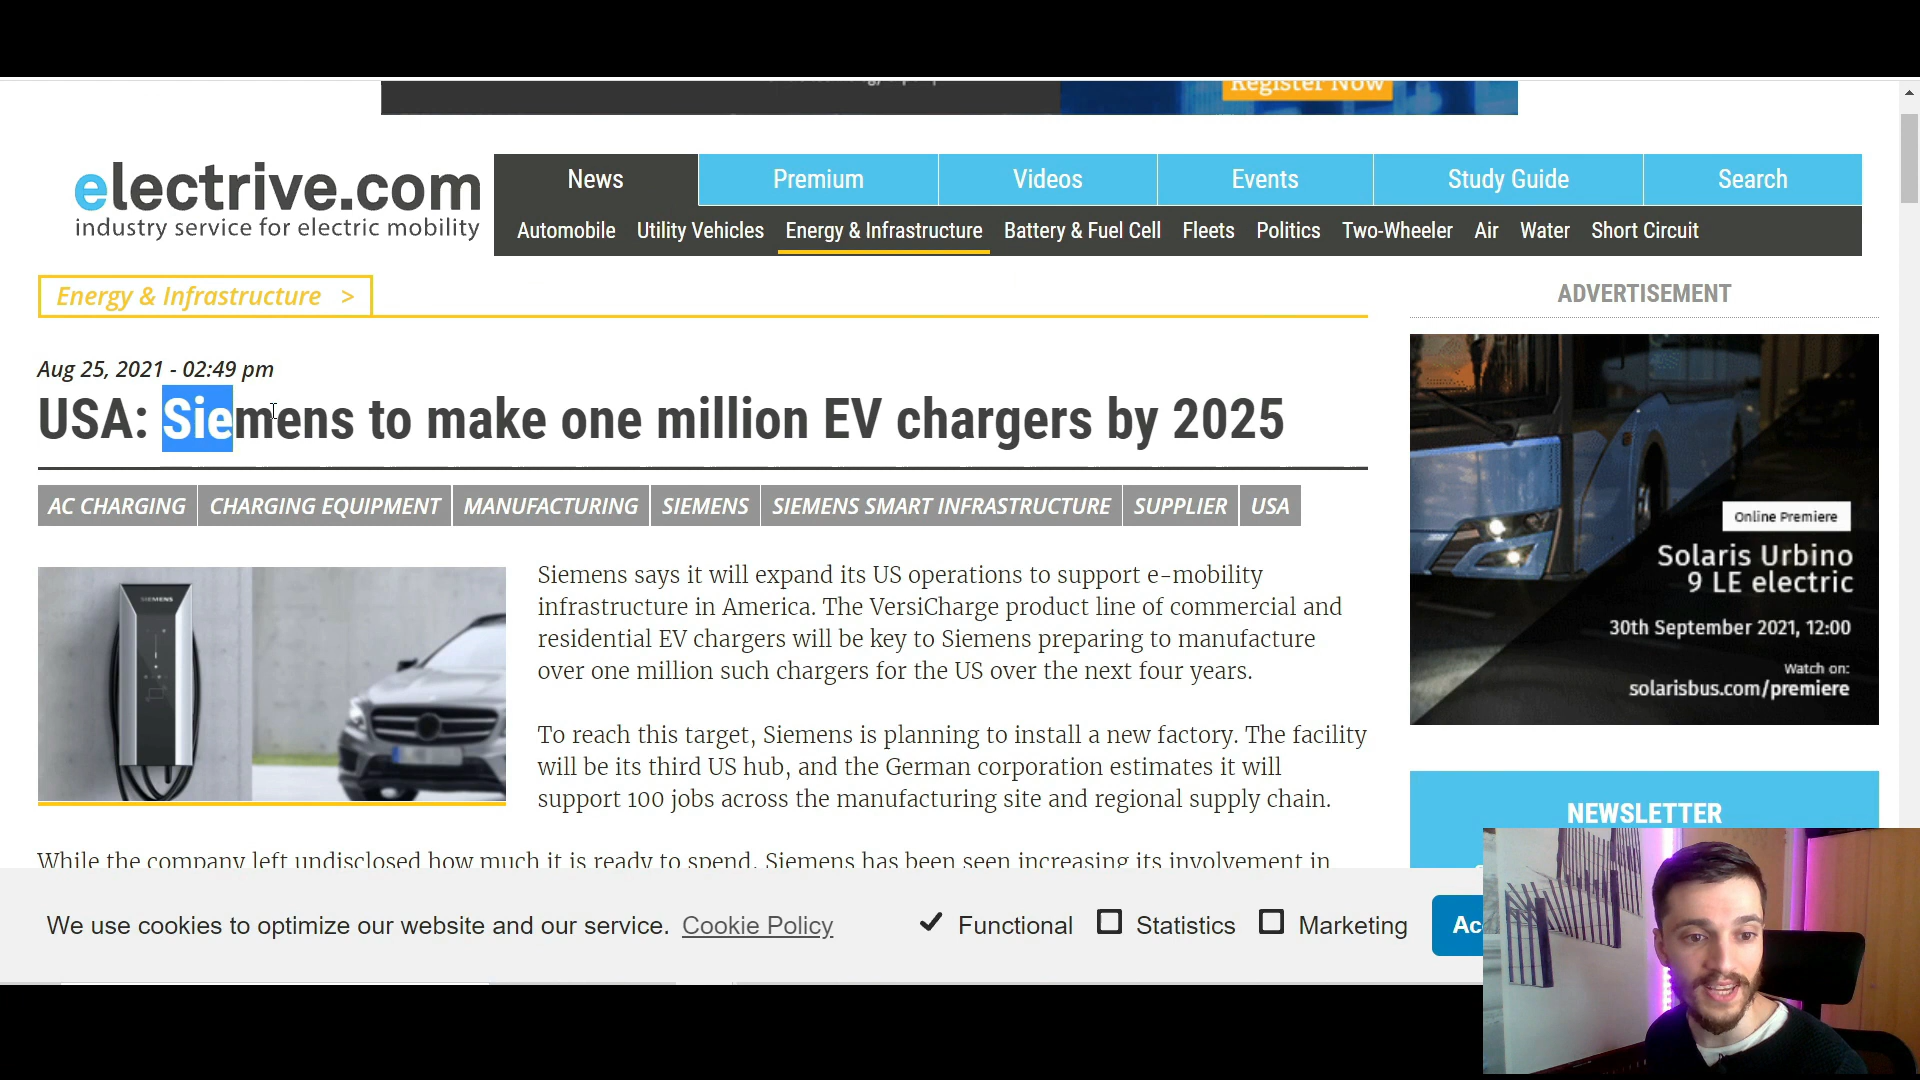 Register Now
electrive.com
industry service for electric mobility
News Premium Videos Events Study Guide Search
Automobile Utility Vehicles Energy & Infrastructure Battery & Fuel Cell Fleets Politics Two-Wheeler Air Water Short Circuit
Energy & Infrastructure >
ADVERTISEMENT
Aug 25, 2021 - 02:49 pm
USA: Siemens to make one million EV chargers by 2025
AC CHARGING CHARGING EQUIPMENT MANUFACTURING SIEMENS SIEMENS SMART INFRASTRUCTURE SUPPLIER USA
SIEMENS
Siemens says it will expand its US operations to support e-mobility
infrastructure in America. The VersiCharge product line of commercial and
residential EV chargers will be key to Siemens preparing to manufacture
over one million such chargers for the US over the next four years.
To reach this target, Siemens is planning to install a new factory. The facility
will be its third US hub, and the German corporation estimates it will
support 100 jobs across the manufacturing site and regional supply chain.
While the company left undisclosed how much it is ready to spend, Siemens has been seen increasing its involvement in
Online Premiere
Solaris Urbino
9 LE electric
30th September 2021, 12:00
Watch on:
solarisbus.com/premiere
NEWSLETTER
We use cookies to optimize our website and our service. Cookie Policy
Functional Statistics Marketing
Ac